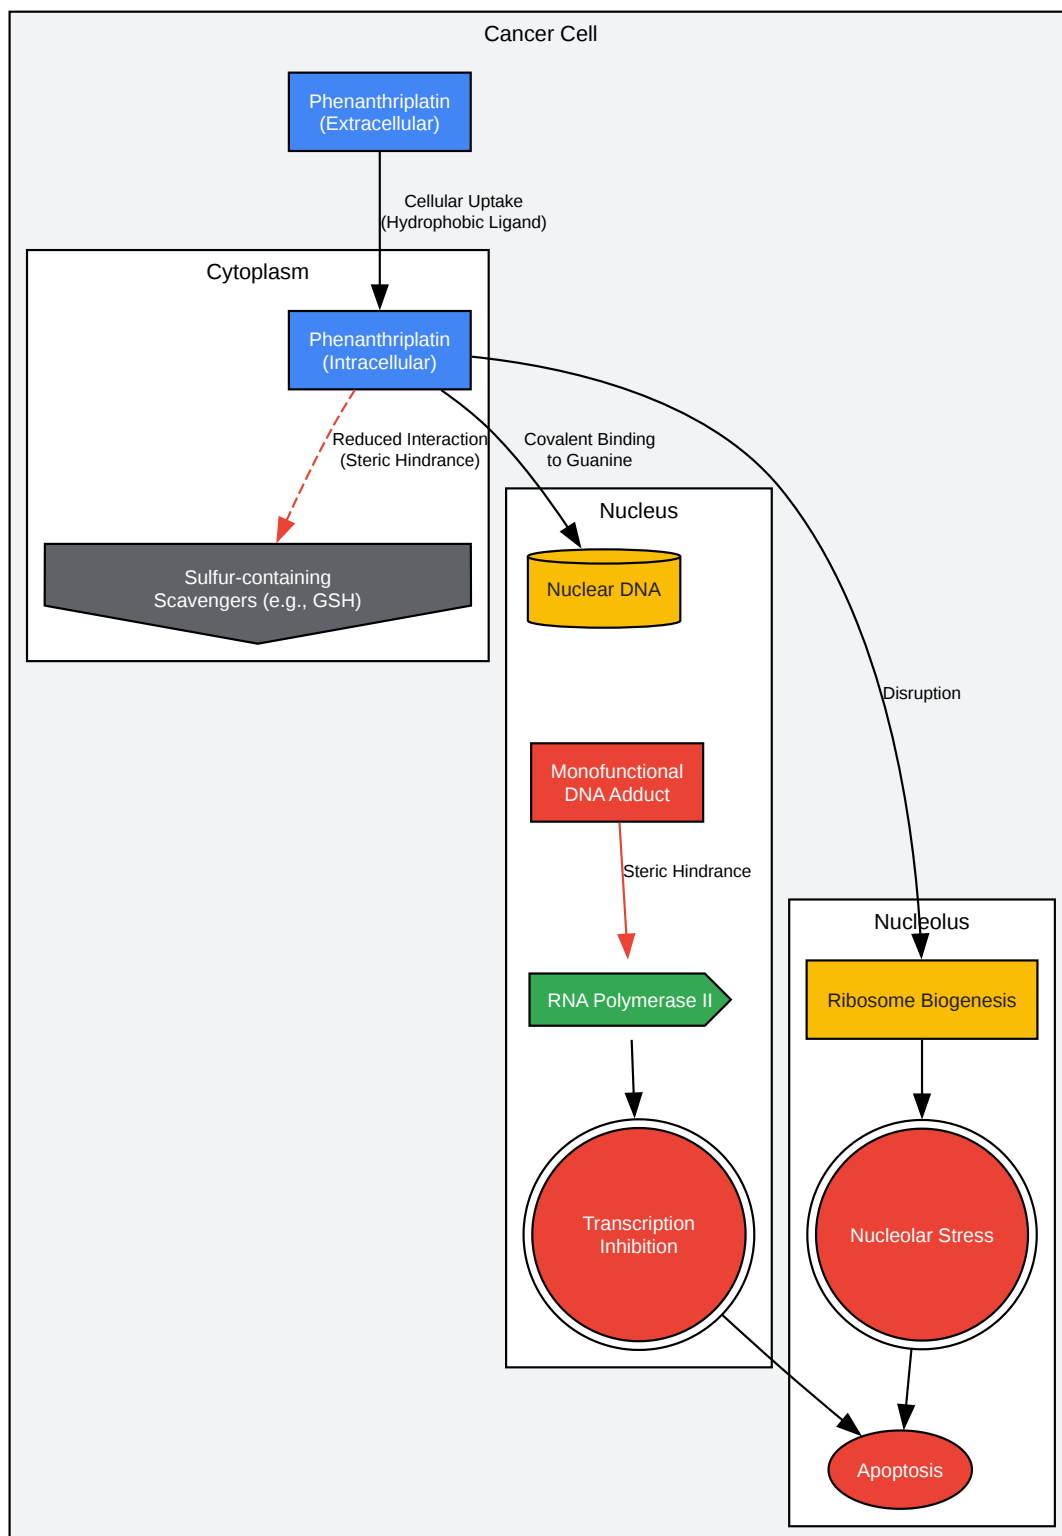 Cancer Cell
Phenanthriplatin
(Extracellular)
Cellular Uptake
(Hydrophobic Ligand)
Cytoplasm
Phenanthriplatin
(Intracellular)
Reduced Interaction
(Steric Hindrance)
Covalent Binding
to Guanine
Sulfur-containing
Scavengers (e.g., GSH)
Nucleus
Nuclear DNA
Disruption
Monofunctional
DNA Adduct
Steric Hindrance
Nucleolus
RNA Polymerase II
Ribosome Biogenesis
Transcription
Inhibition
Nucleolar Stress
Apoptosis